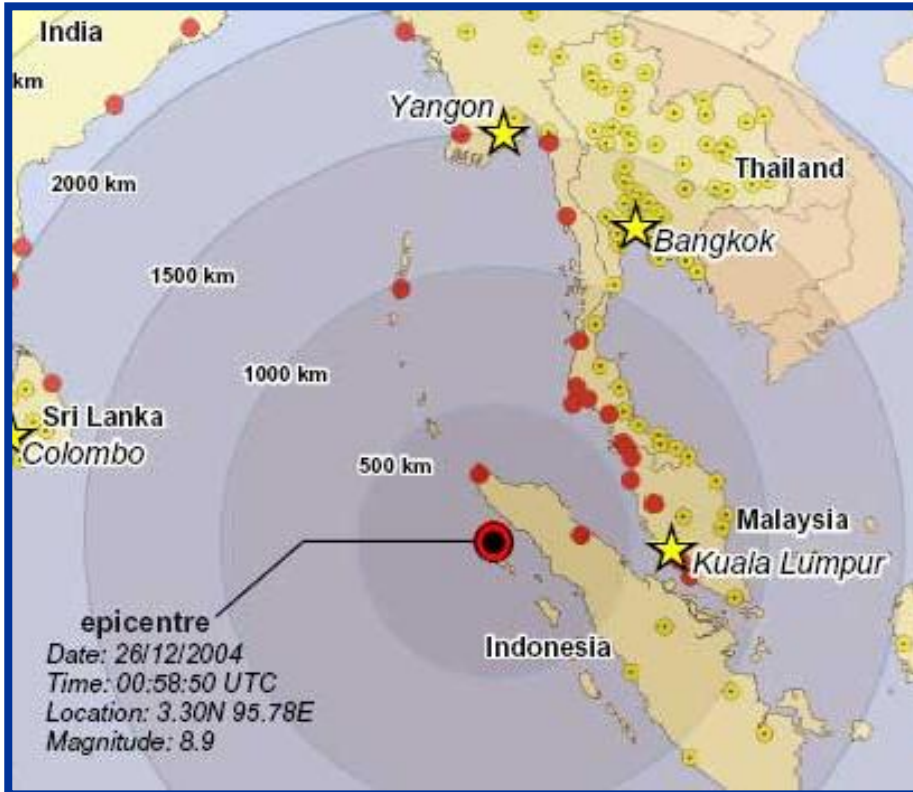 India
km
Yangon
2000 km
Thailand
Bangkok
1500 km
1000 km
Sri Lanka
Colombo
500 km
Malaysia
Kuala Lumpur
epicentre
Indonesia
Date: 26/12/2004
Time: 00:58:50 UTC
Location: 3.30N 95.78E
Magnitude: 8.9